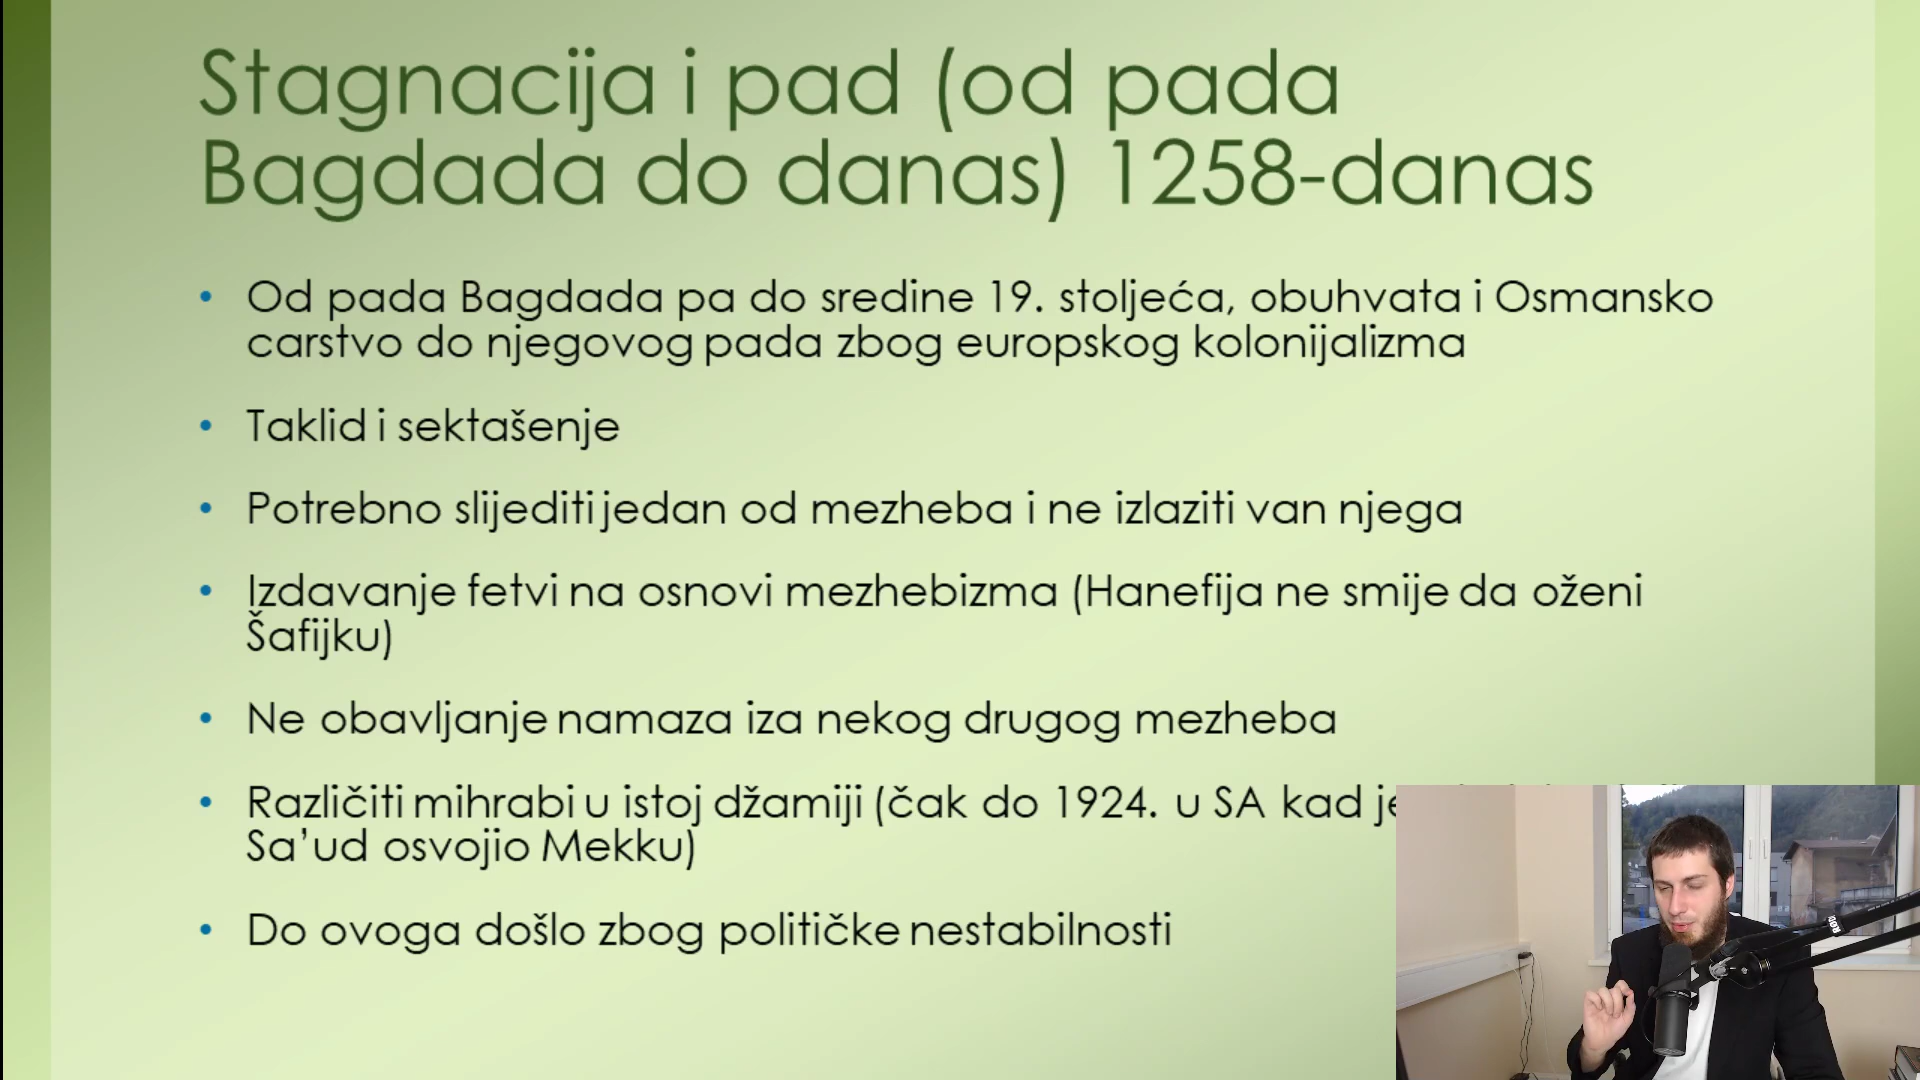 Stagnacija i pad (od pada
Bagdada do danas) 1258-danas
• Od pada Bagdada pa do sredine 19. stoljeća, obuhvata i Osmansko
carstvo do njegovog pada zbog europskog kolonijalizma
• Taklid i sektašenje
• Potrebno slijediti jedan od mezheba i ne izlaziti van njega
• Izdavanje fetvi na osnovi mezhebizma (Hanefija ne smije da oženi
Šafijku)
• Ne obavljanje namaza iza nekog drugog mezheba
• Različiti mihrabi u istoj džamiji (čak do 1924. u SA kad je
Sa’ud osvojio Mekku)
• Do ovoga došlo zbog političke nestabilnosti